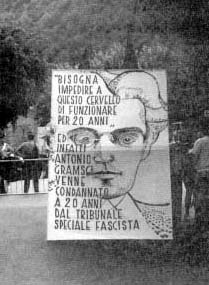 "BISOGNA
IMPEDIRE A
QUESTO CERVELLO
DI FUNZIONARE
PER 20 ANNI"
ED
INFATTI
ANTONIO
GRAMSCI
VENNE
CONDANNATO
A 20 ANNI
DAL TRIBUNALE
SPECIALE FASCISTA